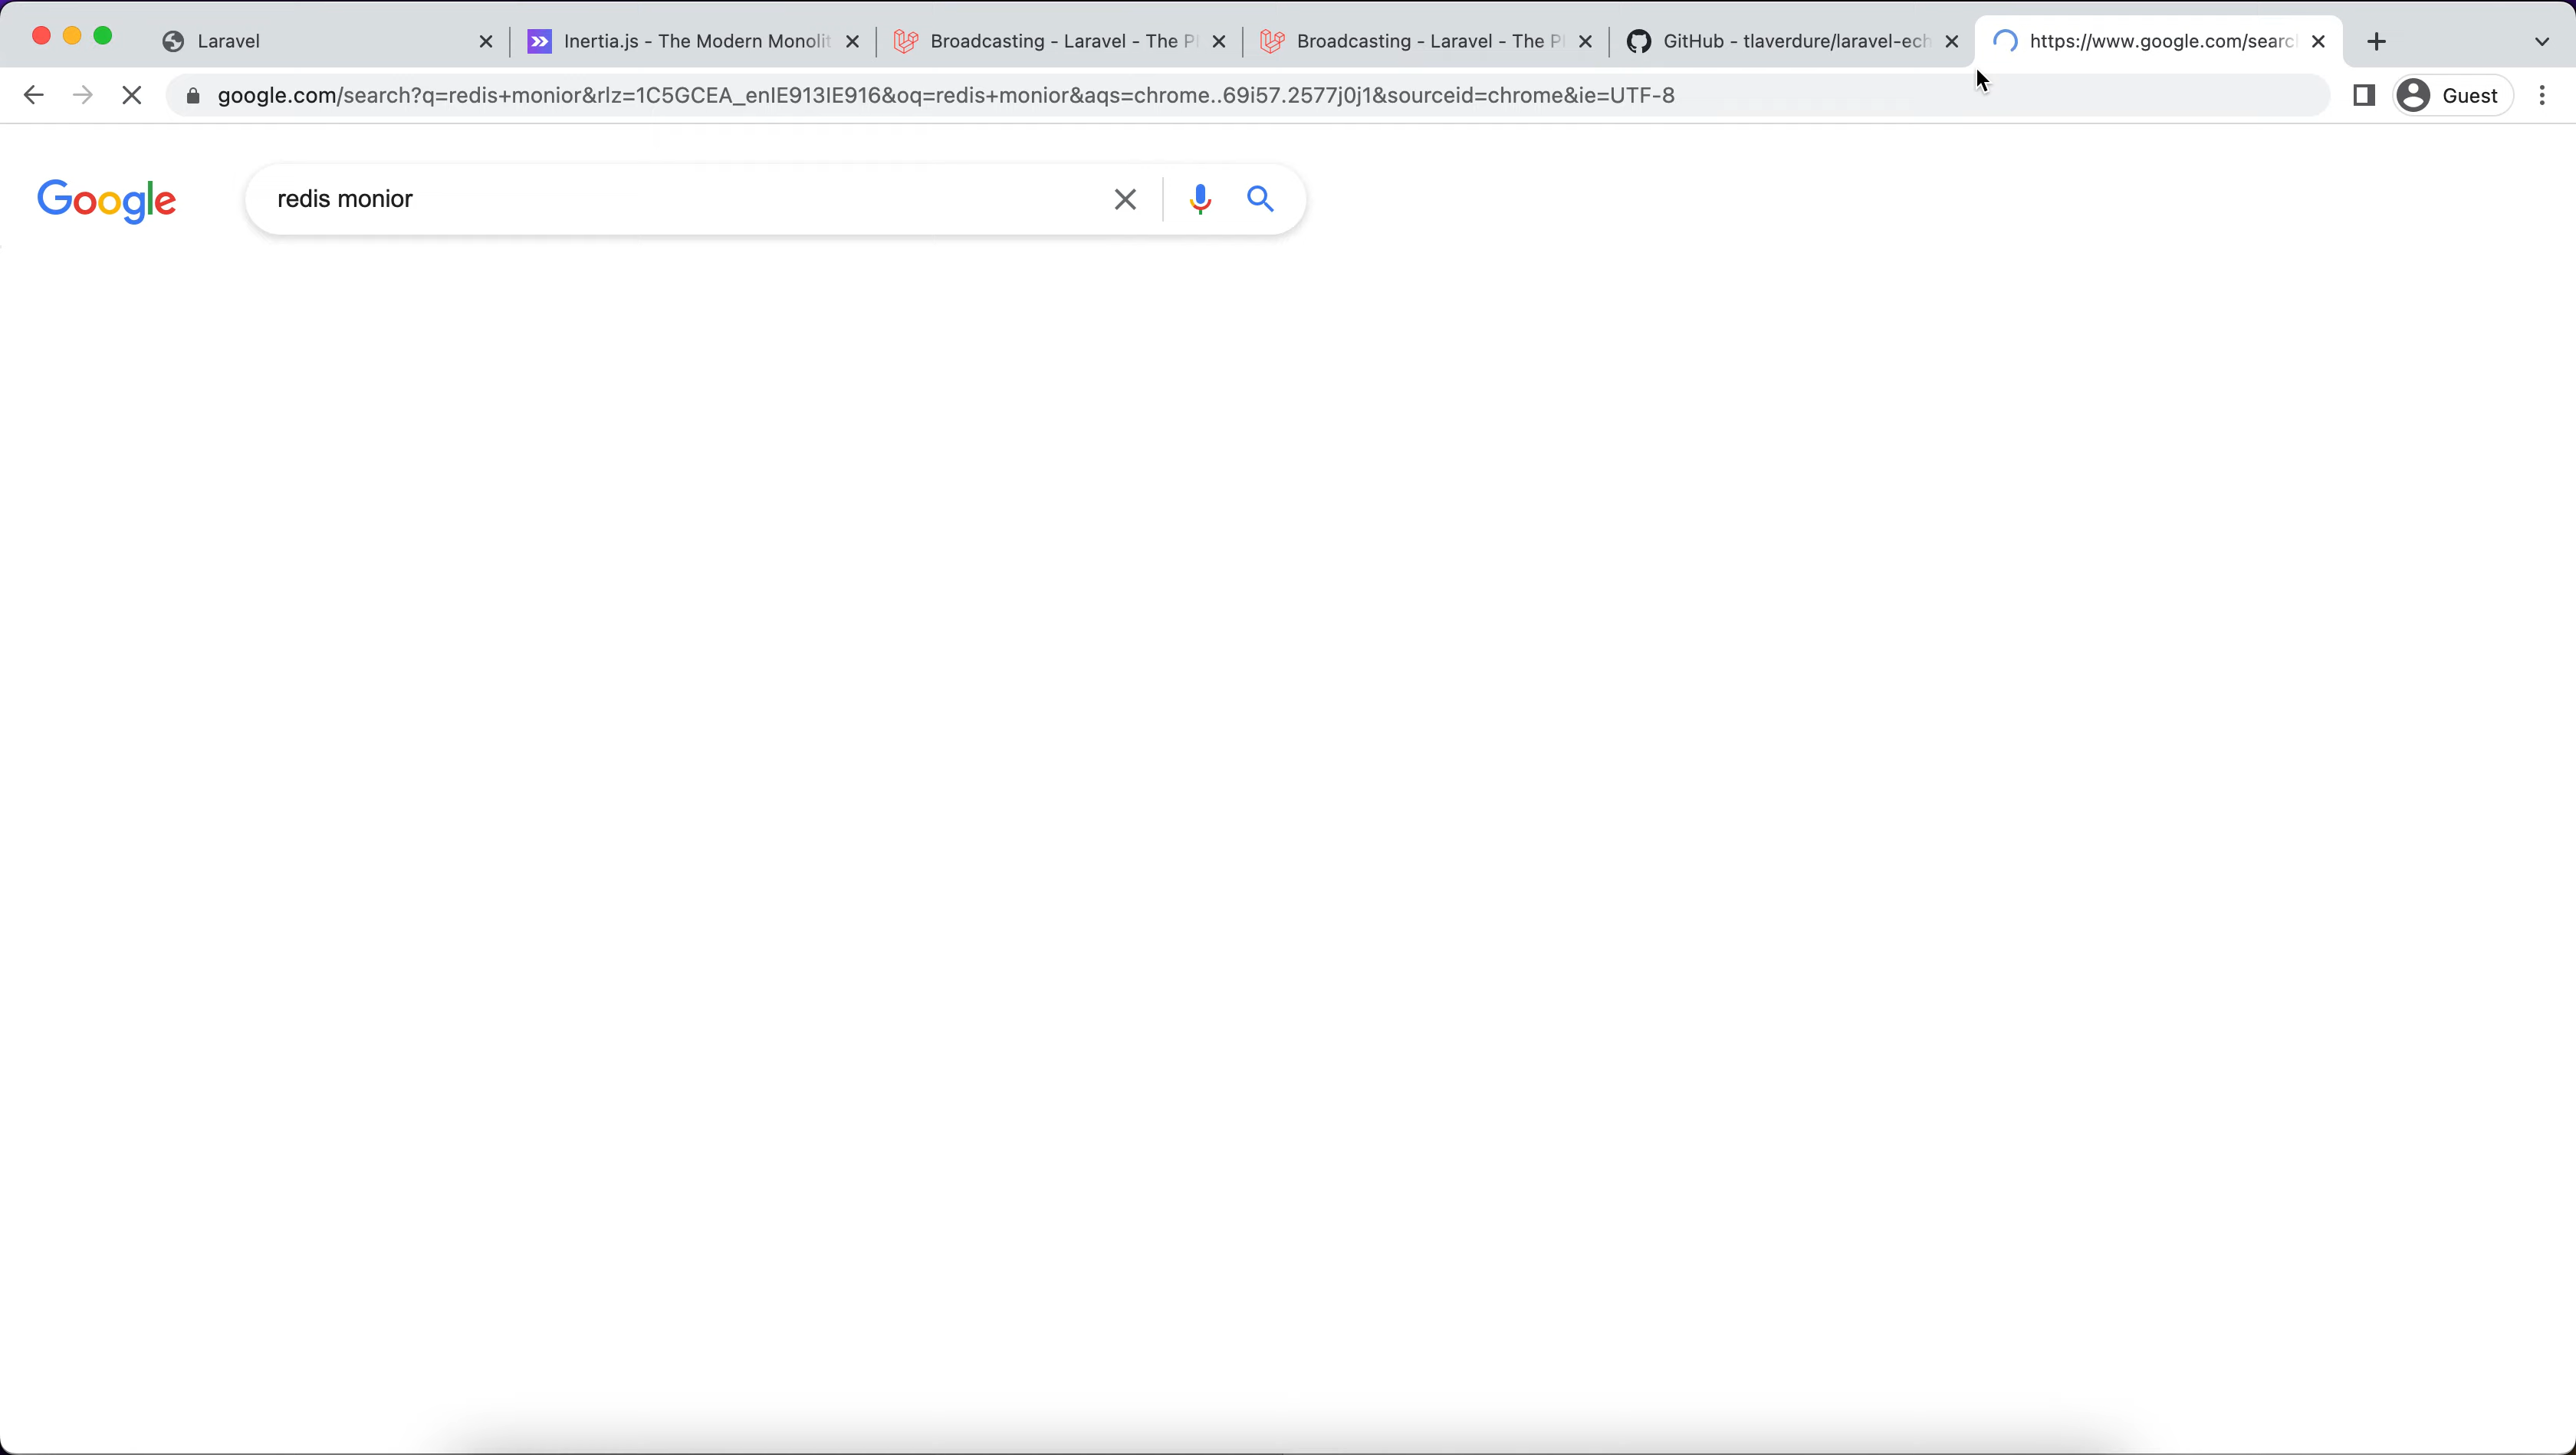 Laravel
Inertia.js - The Modern Monolit
Broadcasting - Laravel - The Pl
Broadcasting - Laravel - The Pl
GitHub - tlaverdure/laravel-ech
https://www.google.com/searc
google.com/search?q=redis+monior&rlz=1C5GCEA_enIE913IE916&oq=redis+monior&aqs=chrome..69i57.2577j0j1&sourceid=chrome&ie=UTF-8
Guest
Google
redis monior